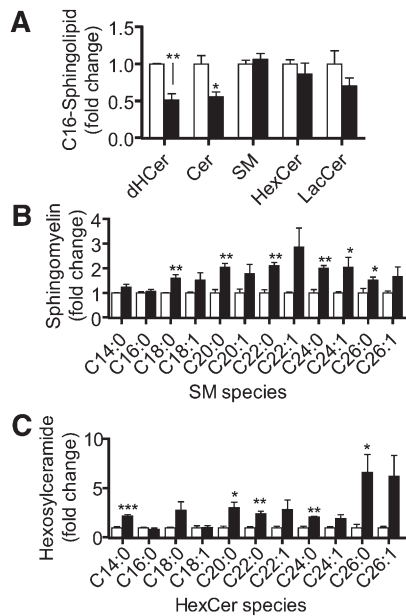 A
C16-Sphingolipid
(fold change)
1.5
1.0
0.5
0.0
**
*
dHCer
Cer
SM
HexCer
LacCer
B
Sphingomyelin
(fold change)
4
3
2
1
0
**
**
**
**
*
*
C14:0
C16:0
C18:0
C18:1
C20:0
C20:1
C22:0
C22:1
C24:0
C24:1
C26:0
C26:1
SM species
C
Hexosylceramide
(fold change)
10
5
0
***
*
**
**
*
C14:0
C16:0
C18:0
C18:1
C20:0
C22:0
C22:1
C24:0
C24:1
C26:0
C26:1
HexCer species